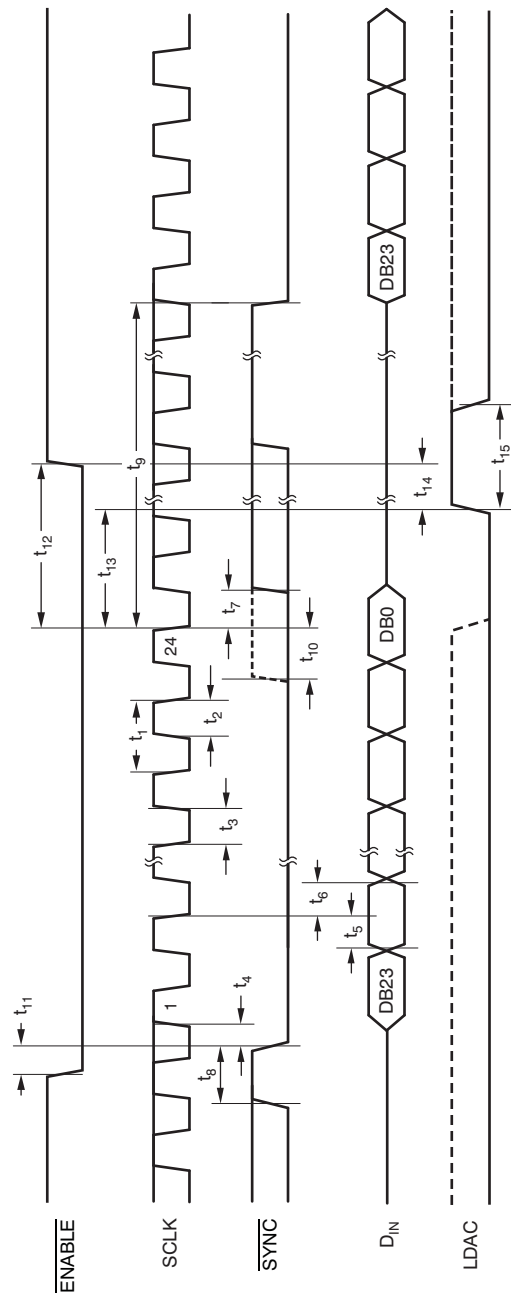 ENABLE
t11
t12
t13
t9
SCLK
1
24
t1
t4
t3
t2
SYNC
t8
t7
t10
t6
t5
DIN
DB23
DB0
DB23
t14
LDAC
t15